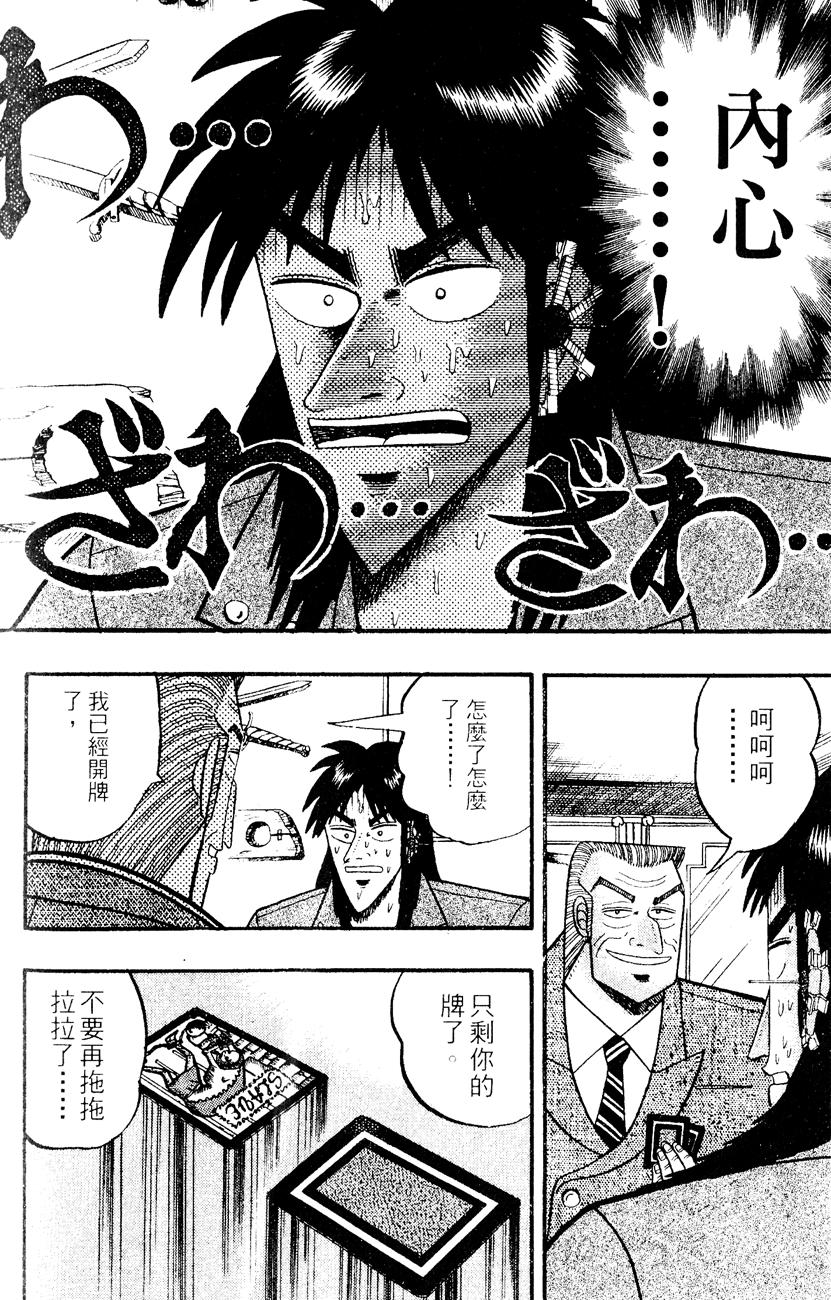 內心
……！
ざわ…
ざわ…
わ…
呵呵呵
……
怎麼了怎麼
了……！
我已經開牌
了，
只剩你的
牌了。
不要再拖拖
拉拉了……
SLAVE